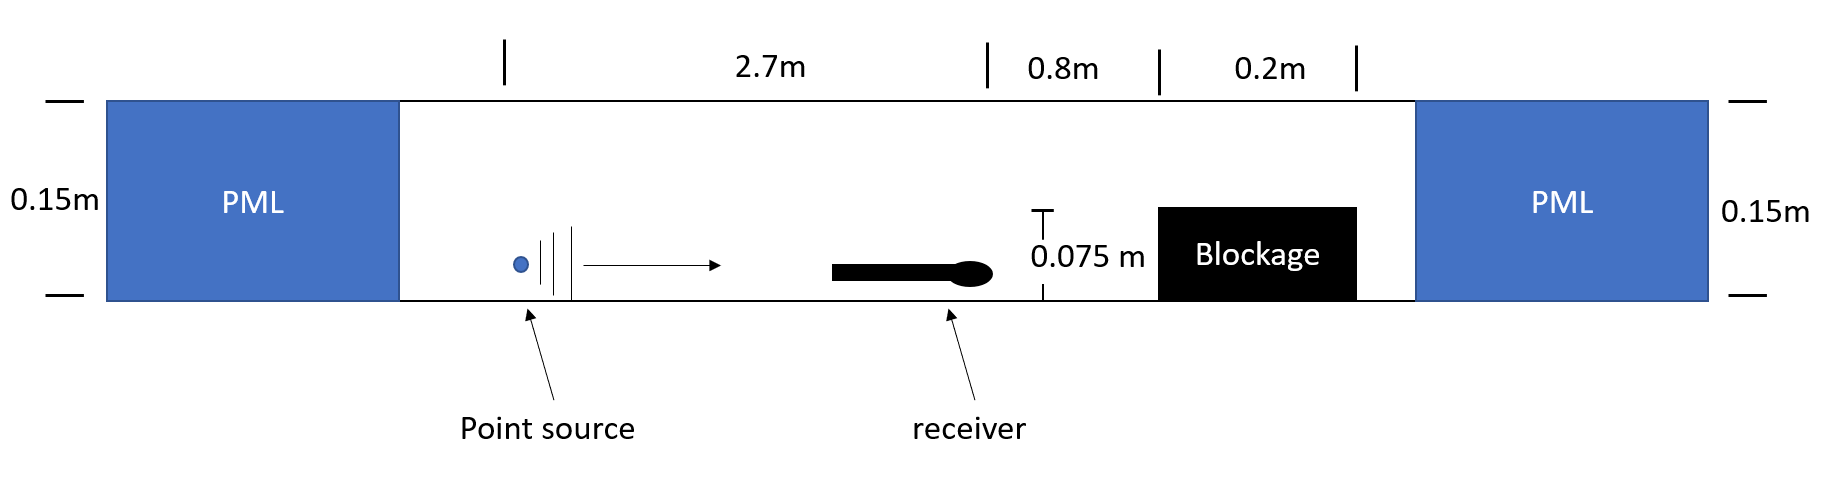 2.7m
0.8m
0.2m
0.15m
PML
PML
0.15m
0.075 m
Blockage
Point source
receiver